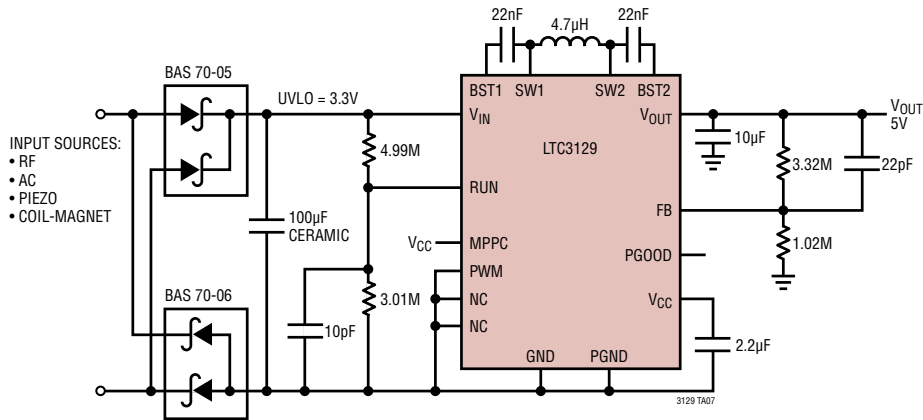 22nF
4.7µH
22nF
BAS 70-05
UVLO = 3.3V
BST1
SW1
SW2
BST2
VIN
VOUT
VOUT
5V
LTC3129
10µF
INPUT SOURCES:
• RF
• AC
• PIEZO
• COIL-MAGNET
4.99M
3.32M
22pF
RUN
FB
100µF
CERAMIC
VCC
MPPC
PGOOD
1.02M
PWM
NC
3.01M
VCC
BAS 70-06
10pF
NC
2.2µF
GND
PGND
3129 TA07